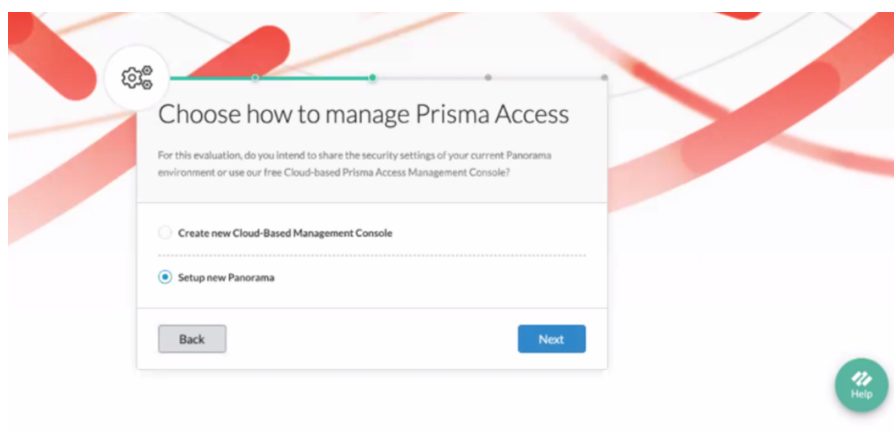 Choose how to manage Prisma Access
For this evaluation, do you intend to share the security settings of your current Panorama
environment or use our free Cloud-based Prisma Access Management Console?
Create new Cloud-Based Management Console
Setup new Panorama
Back
Next
Help